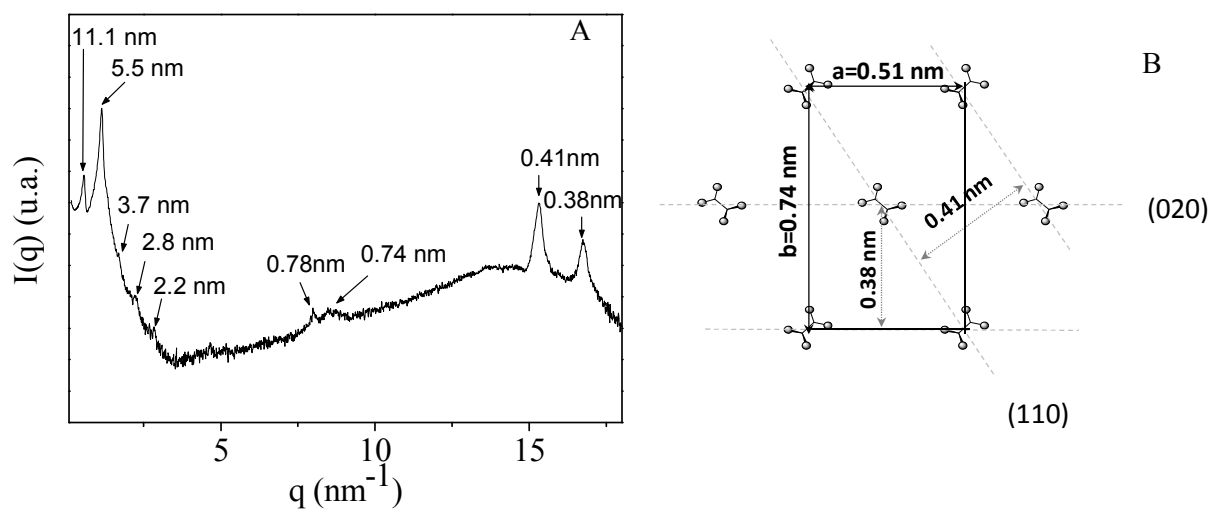 A
11.1 nm
5.5 nm
3.7 nm
2.8 nm
2.2 nm
0.78nm
0.74 nm
0.41nm
0.38nm
I(q) (u.a.)
5
10
15
q (nm⁻¹)
B
a=0.51 nm
b=0.74 nm
0.41 nm
0.38 nm
(020)
(110)